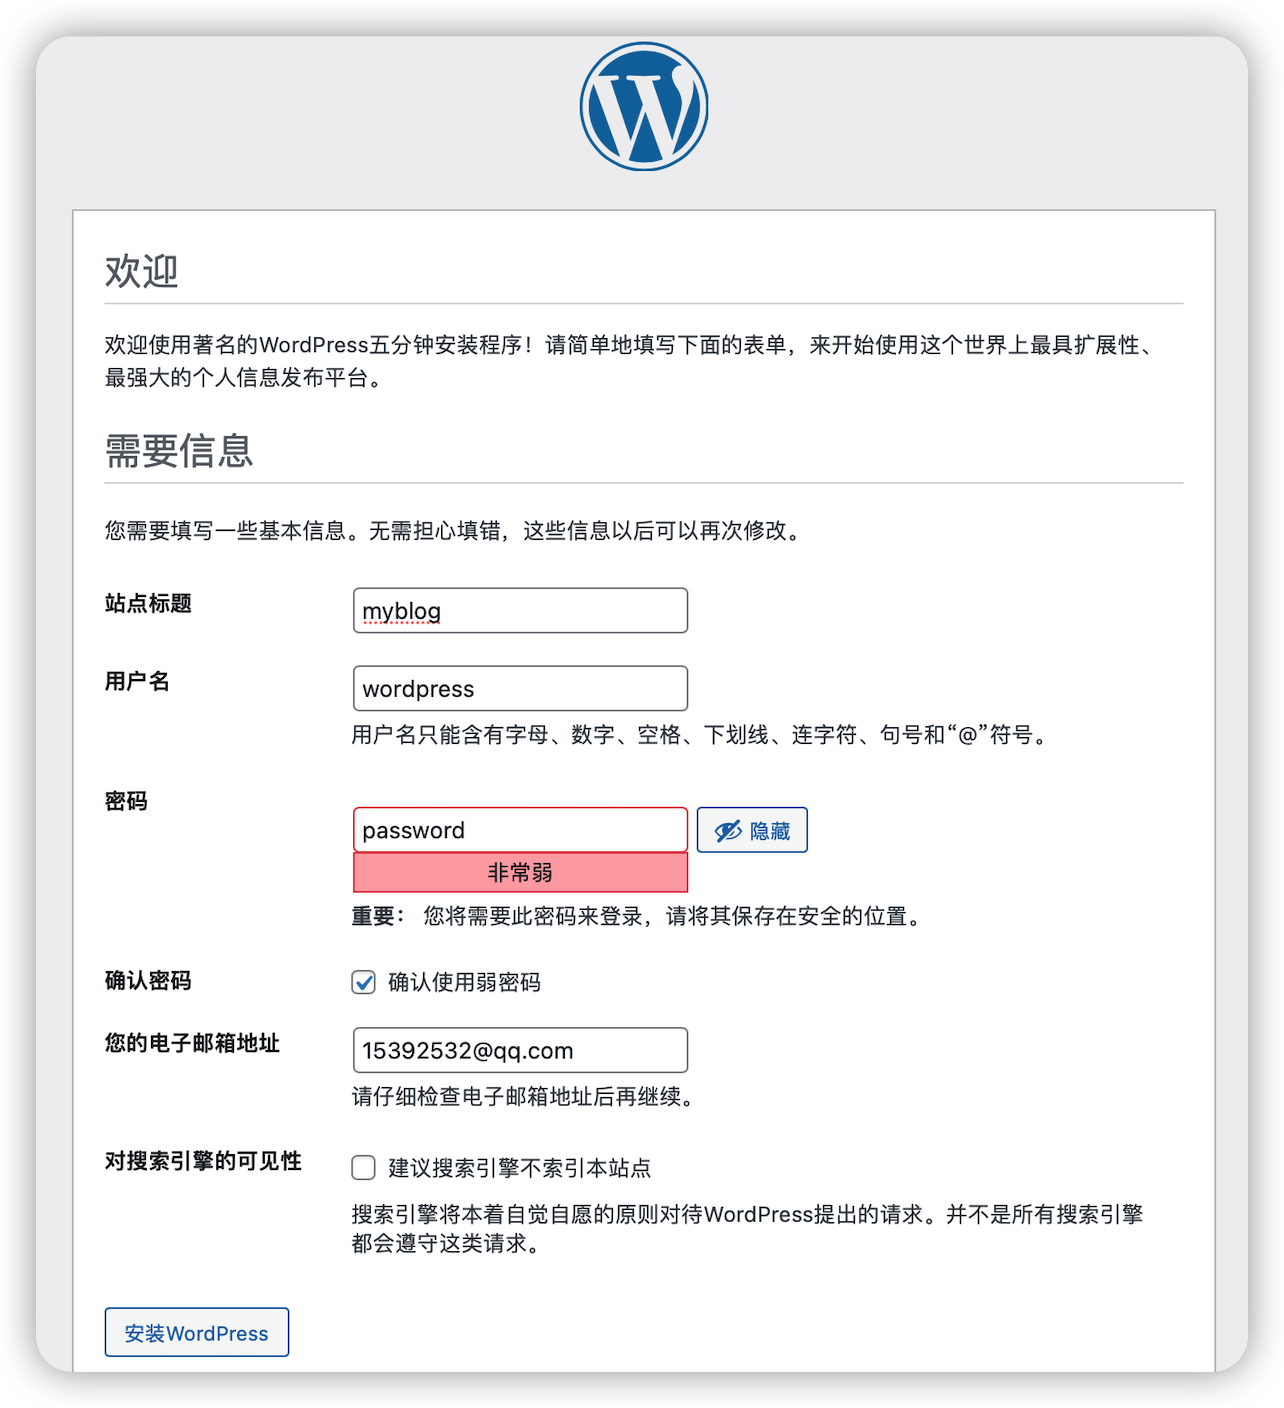 欢迎
欢迎使用著名的WordPress五分钟安装程序！请简单地填写下面的表单，来开始使用这个世界上最具扩展性、
最强大的个人信息发布平台。
需要信息
您需要填写一些基本信息。无需担心填错，这些信息以后可以再次修改。
站点标题
myblog
用户名
wordpress
用户名只能含有字母、数字、空格、下划线、连字符、句号和“@”符号。
密码
password
隐藏
非常弱
重要： 您将需要此密码来登录，请将其保存在安全的位置。
确认密码
确认使用弱密码
您的电子邮箱地址
15392532@qq.com
请仔细检查电子邮箱地址后再继续。
对搜索引擎的可见性
建议搜索引擎不索引本站点
搜索引擎将本着自觉自愿的原则对待WordPress提出的请求。并不是所有搜索引擎
都会遵守这类请求。
安装WordPress